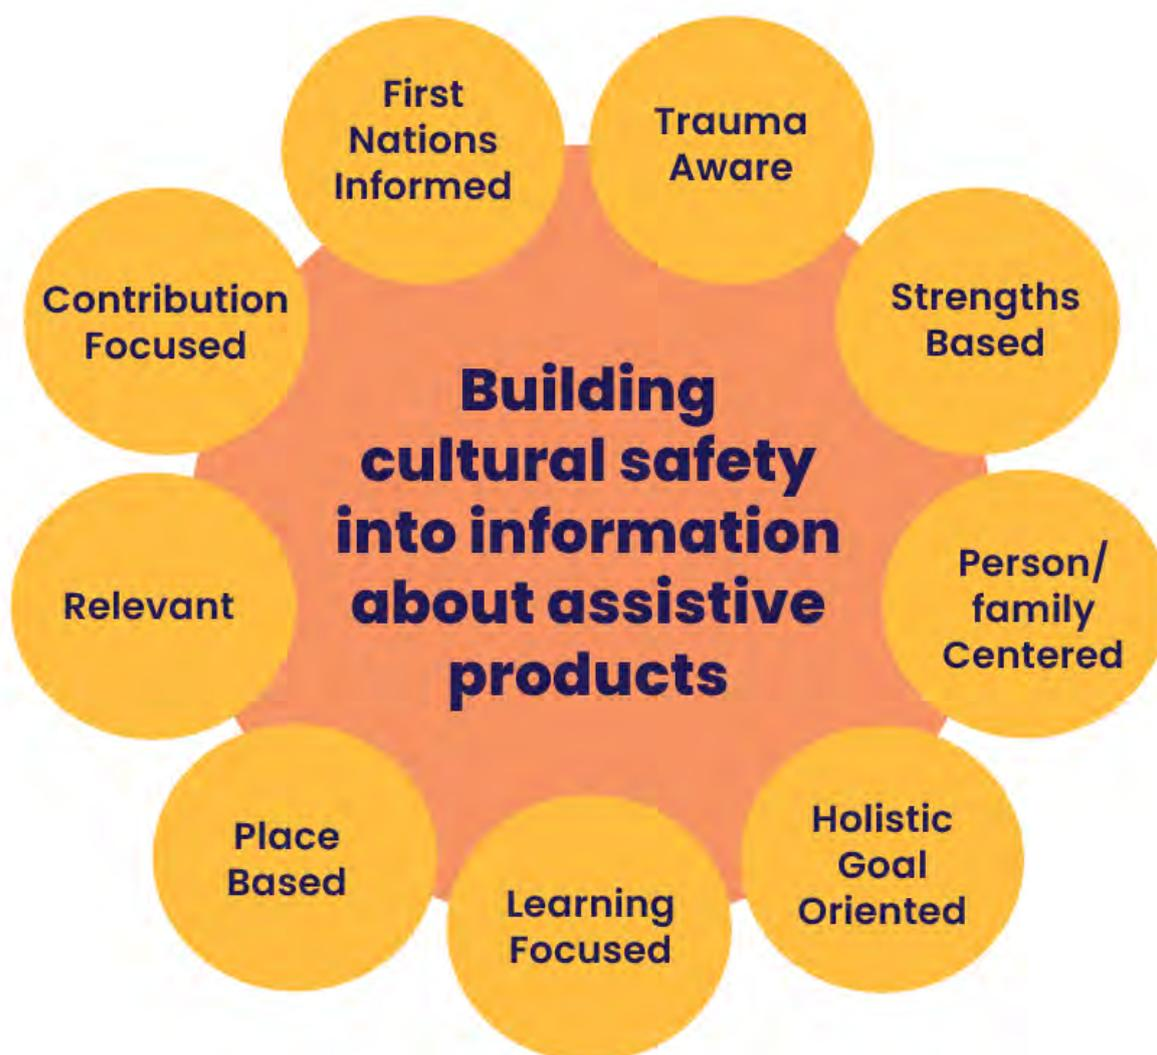 First
Nations
Informed
Trauma
Aware
Strengths
Based
Person/
family
Centered
Holistic
Goal
Oriented
Learning
Focused
Place
Based
Relevant
Contribution
Focused
Building
cultural safety
into information
about assistive
products